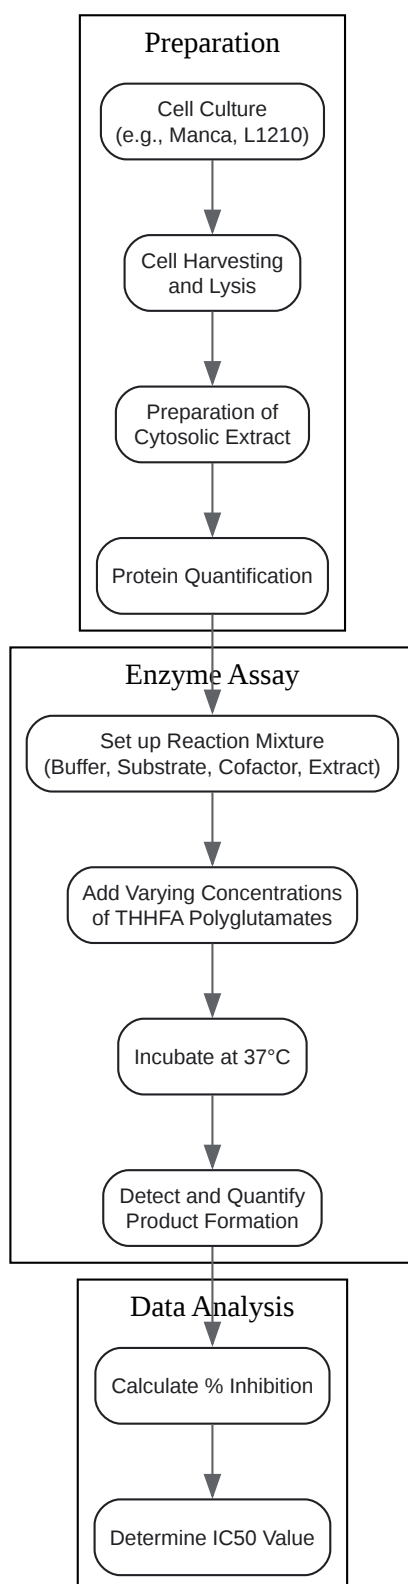 Preparation
Cell Culture
(e.g., Manca, L1210)
Cell Harvesting
and Lysis
Preparation of
Cytosolic Extract
Protein Quantification
Enzyme Assay
Set up Reaction Mixture
(Buffer, Substrate, Cofactor, Extract)
Add Varying Concentrations
of THHFA Polyglutamates
Incubate at 37°C
Detect and Quantify
Product Formation
Data Analysis
Calculate % Inhibition
Determine IC50 Value